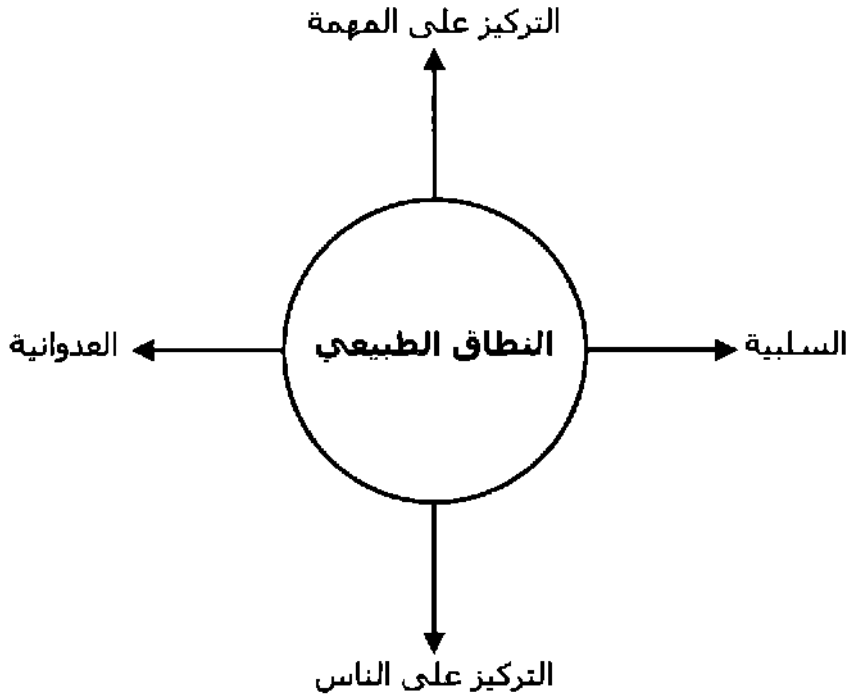 التركيز على المهمة
السلبية
النطاق الطبيعي
العدوانية
التركيز على الناس